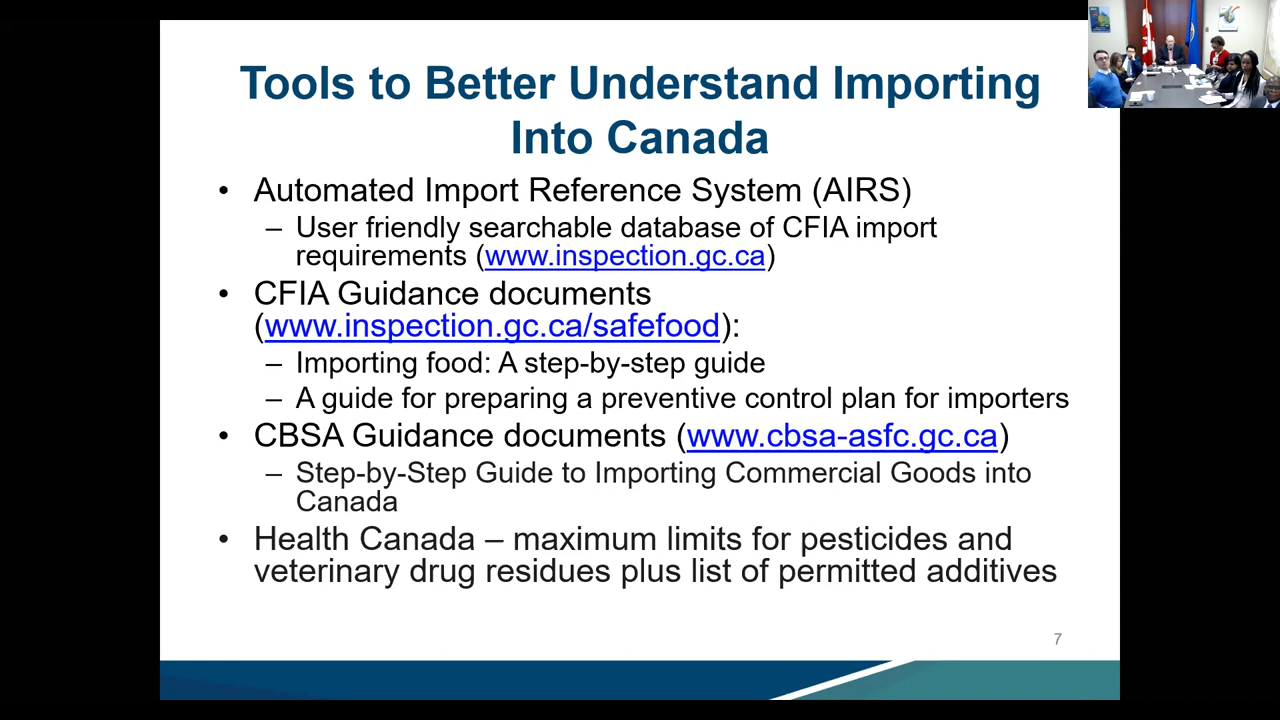 Tools to Better Understand Importing
Into Canada
• Automated Import Reference System (AIRS)
– User friendly searchable database of CFIA import
requirements (www.inspection.gc.ca)
• CFIA Guidance documents
(www.inspection.gc.ca/safefood):
– Importing food: A step-by-step guide
– A guide for preparing a preventive control plan for importers
• CBSA Guidance documents (www.cbsa-asfc.gc.ca)
– Step-by-Step Guide to Importing Commercial Goods into
Canada
• Health Canada – maximum limits for pesticides and
veterinary drug residues plus list of permitted additives
7